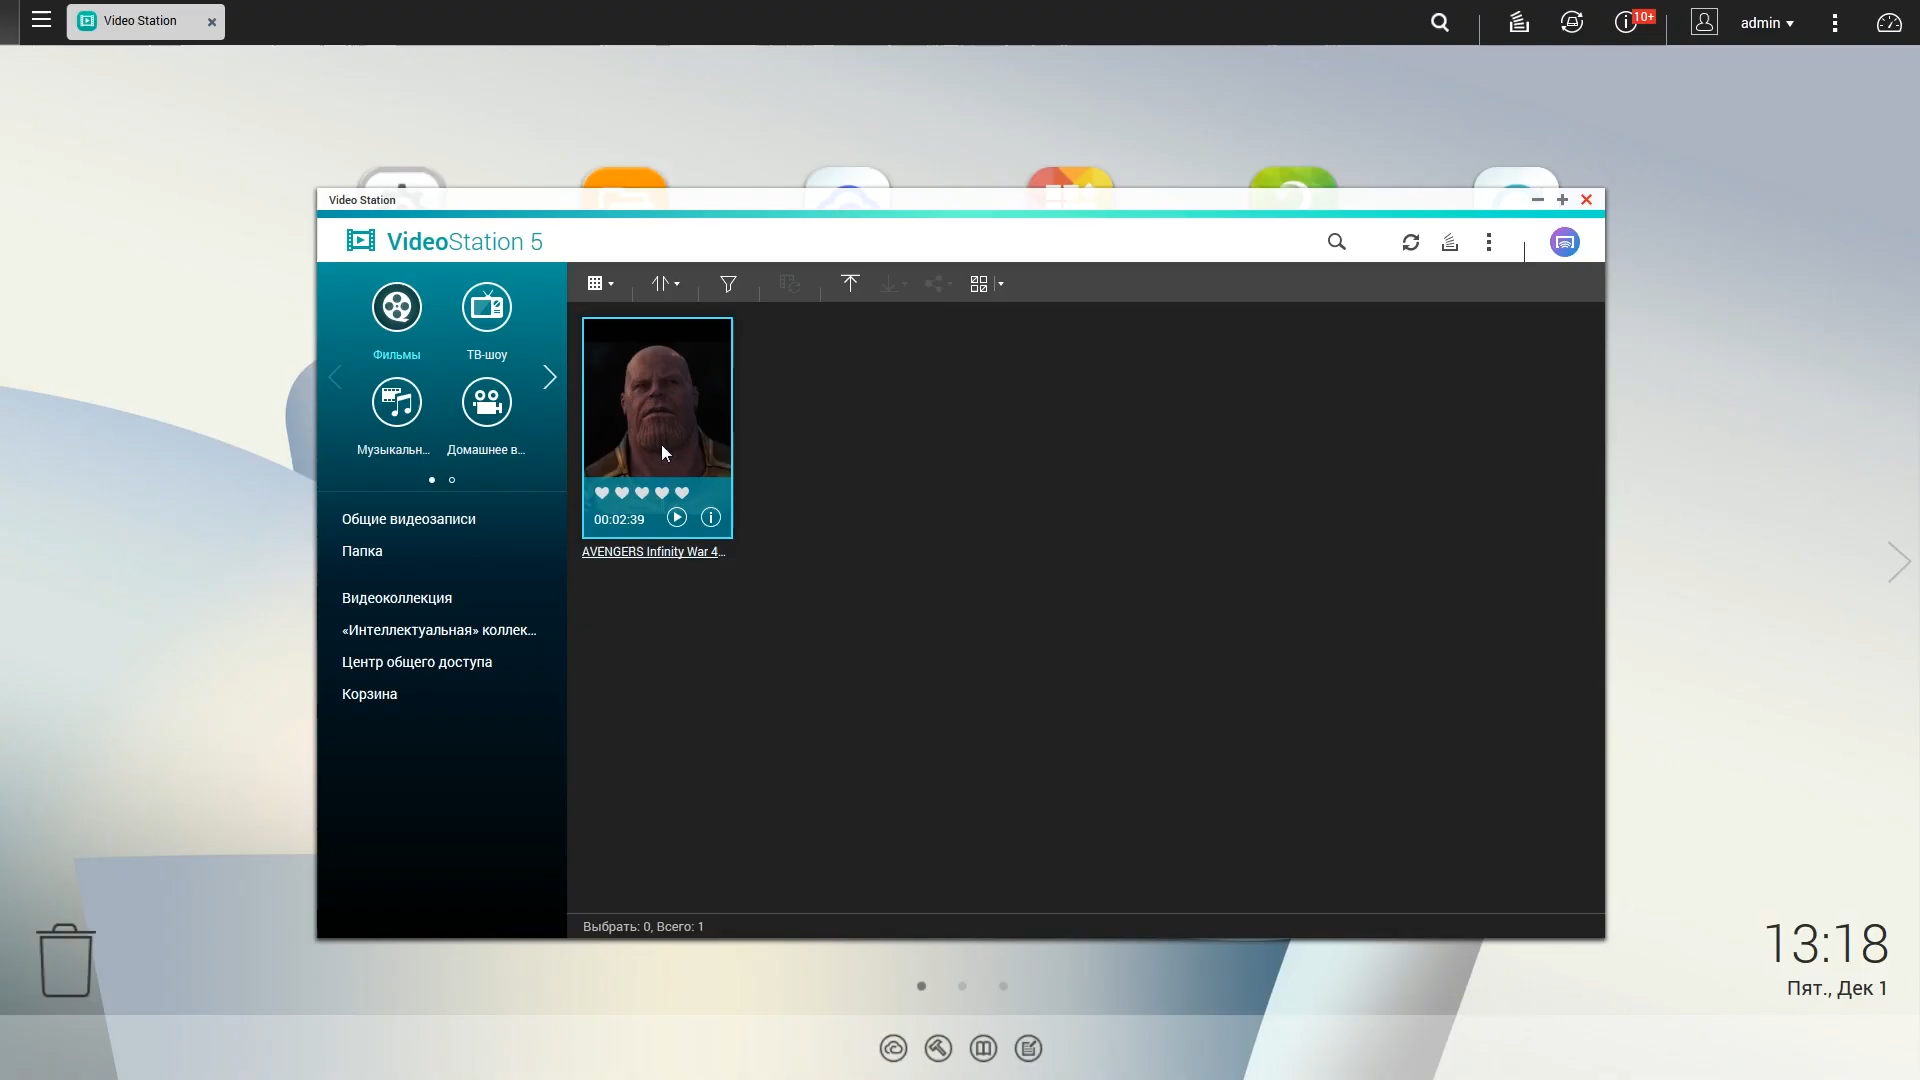 Video Station
10+
admin
Video Station
VideoStation 5
Фильмы
ТВ-шоу
Музыкальн...
Домашнее в...
Общие видеозаписи
Папка
Видеоколлекция
«Интеллектуальная» коллек...
Центр общего доступа
Корзина
00:02:39
AVENGERS Infinity War 4...
Выбрать: 0, Всего: 1
13:18
Пят., Дек 1